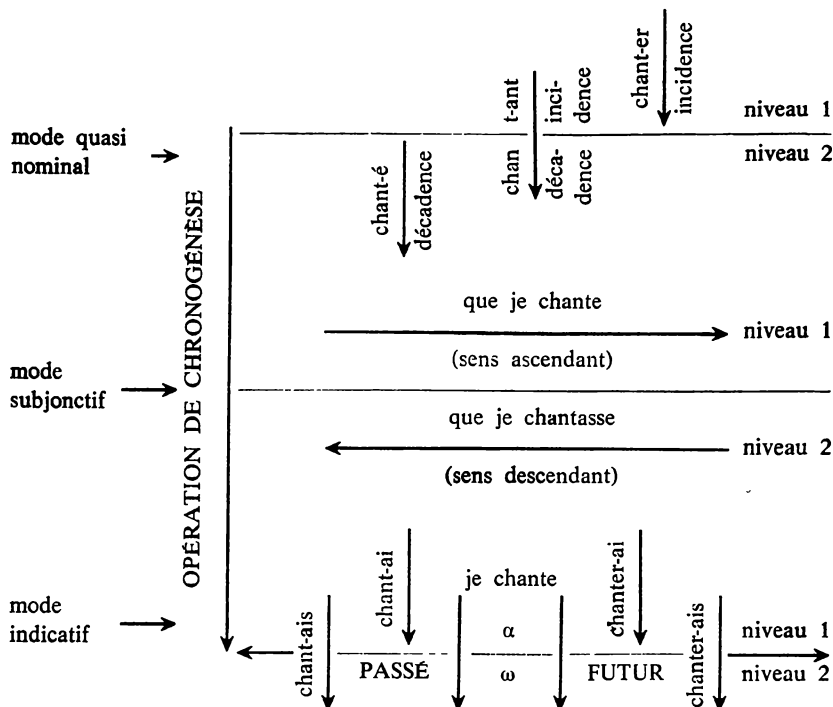 chant-er
incidence
t-ant
inci-
dence
niveau 1
mode quasi
nominal
niveau 2
chan
déca-
dence
chant-é
décadence
OPÉRATION DE CHRONOGÉNÈSE
que je chante
niveau 1
(sens ascendant)
mode
subjonctif
que je chantasse
niveau 2
(sens descendant)
mode
indicatif
chant-ais
chant-ai
je chante
chanter-ai
chanter-ais
α
niveau 1
PASSÉ
ω
FUTUR
niveau 2